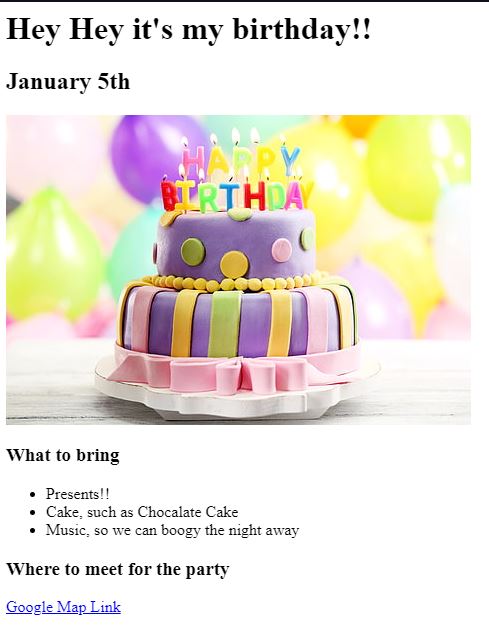 Hey Hey it's my birthday!!
January 5th
HAPPY
BIRTHDAY
What to bring
Presents!!
Cake, such as Chocalate Cake
Music, so we can boogy the night away
Where to meet for the party
Google Map Link